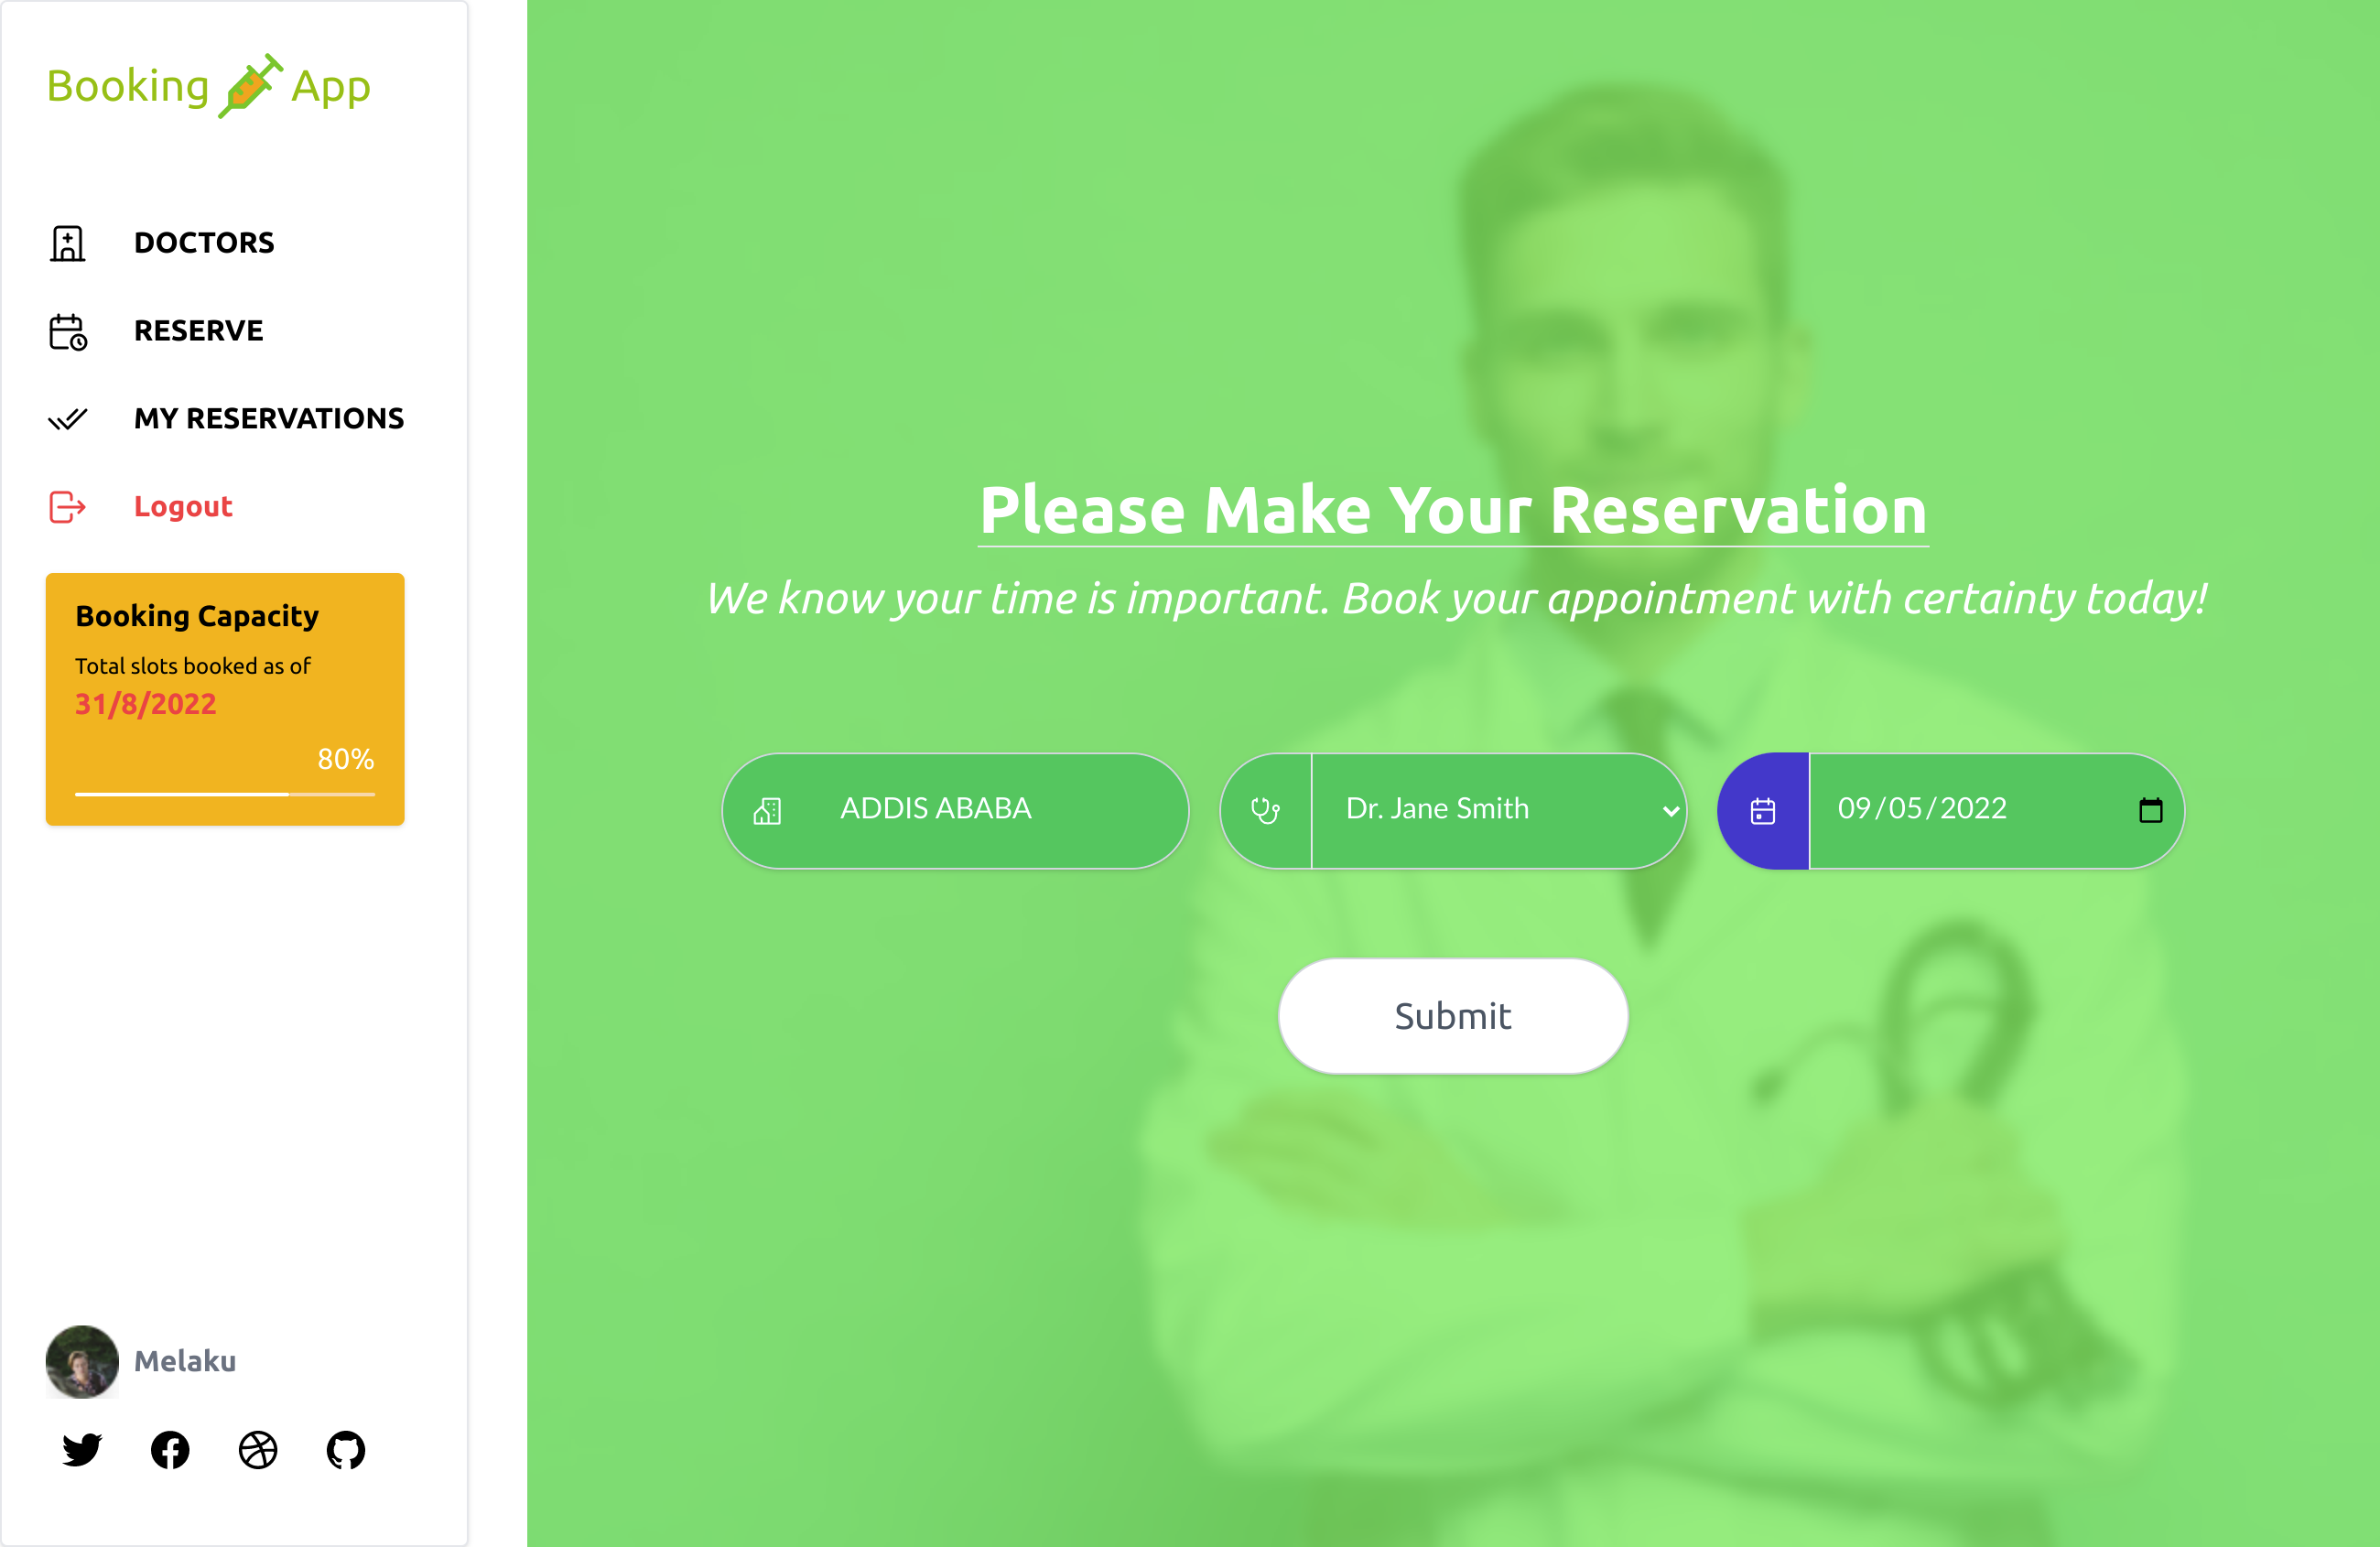 Booking App
DOCTORS
RESERVE
MY RESERVATIONS
Logout
Booking Capacity
Total slots booked as of
31/8/2022
80%
Melaku
Please Make Your Reservation
We know your time is important. Book your appointment with certainty today!
ADDIS ABABA
Dr. Jane Smith
09/05/2022
Submit